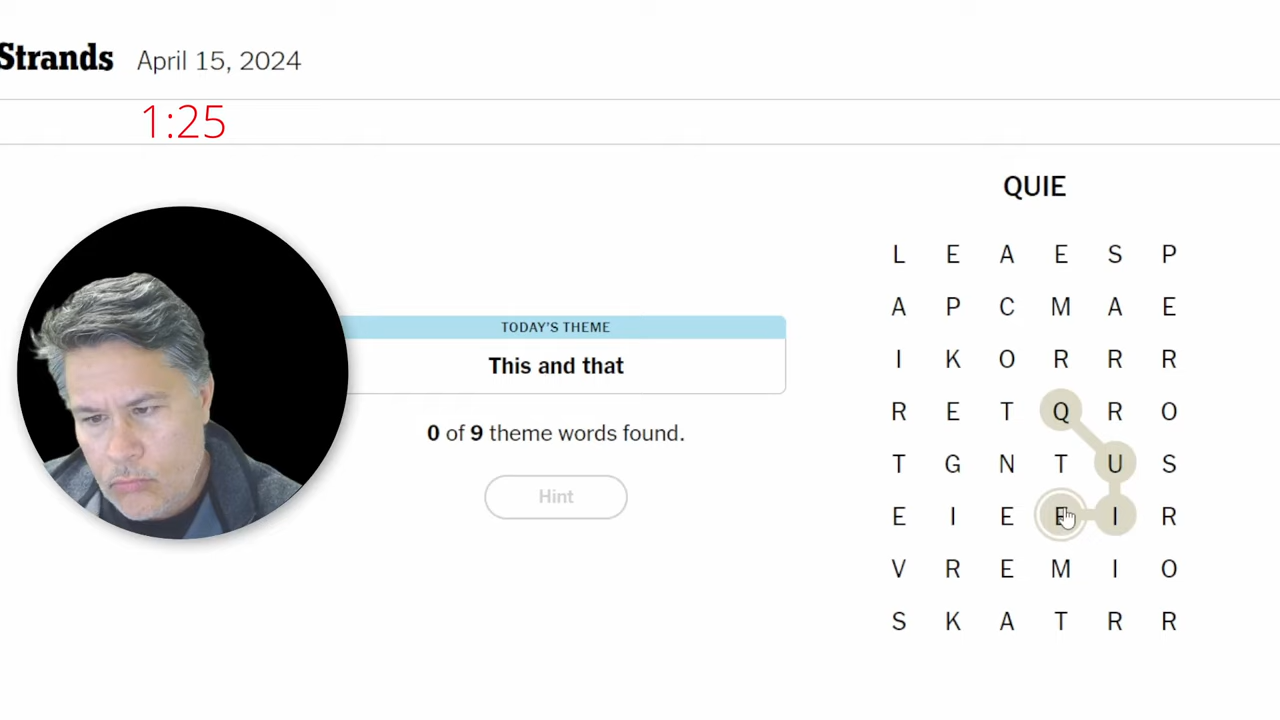 Strands April 15, 2024
1:25
QUIE
L E A E S P
A P C M A E
I K O R R R
R E T Q R O
T G N T U S
E I E E I R
V R E M I O
S K A T R R
TODAY'S THEME
This and that
0 of 9 theme words found.
Hint